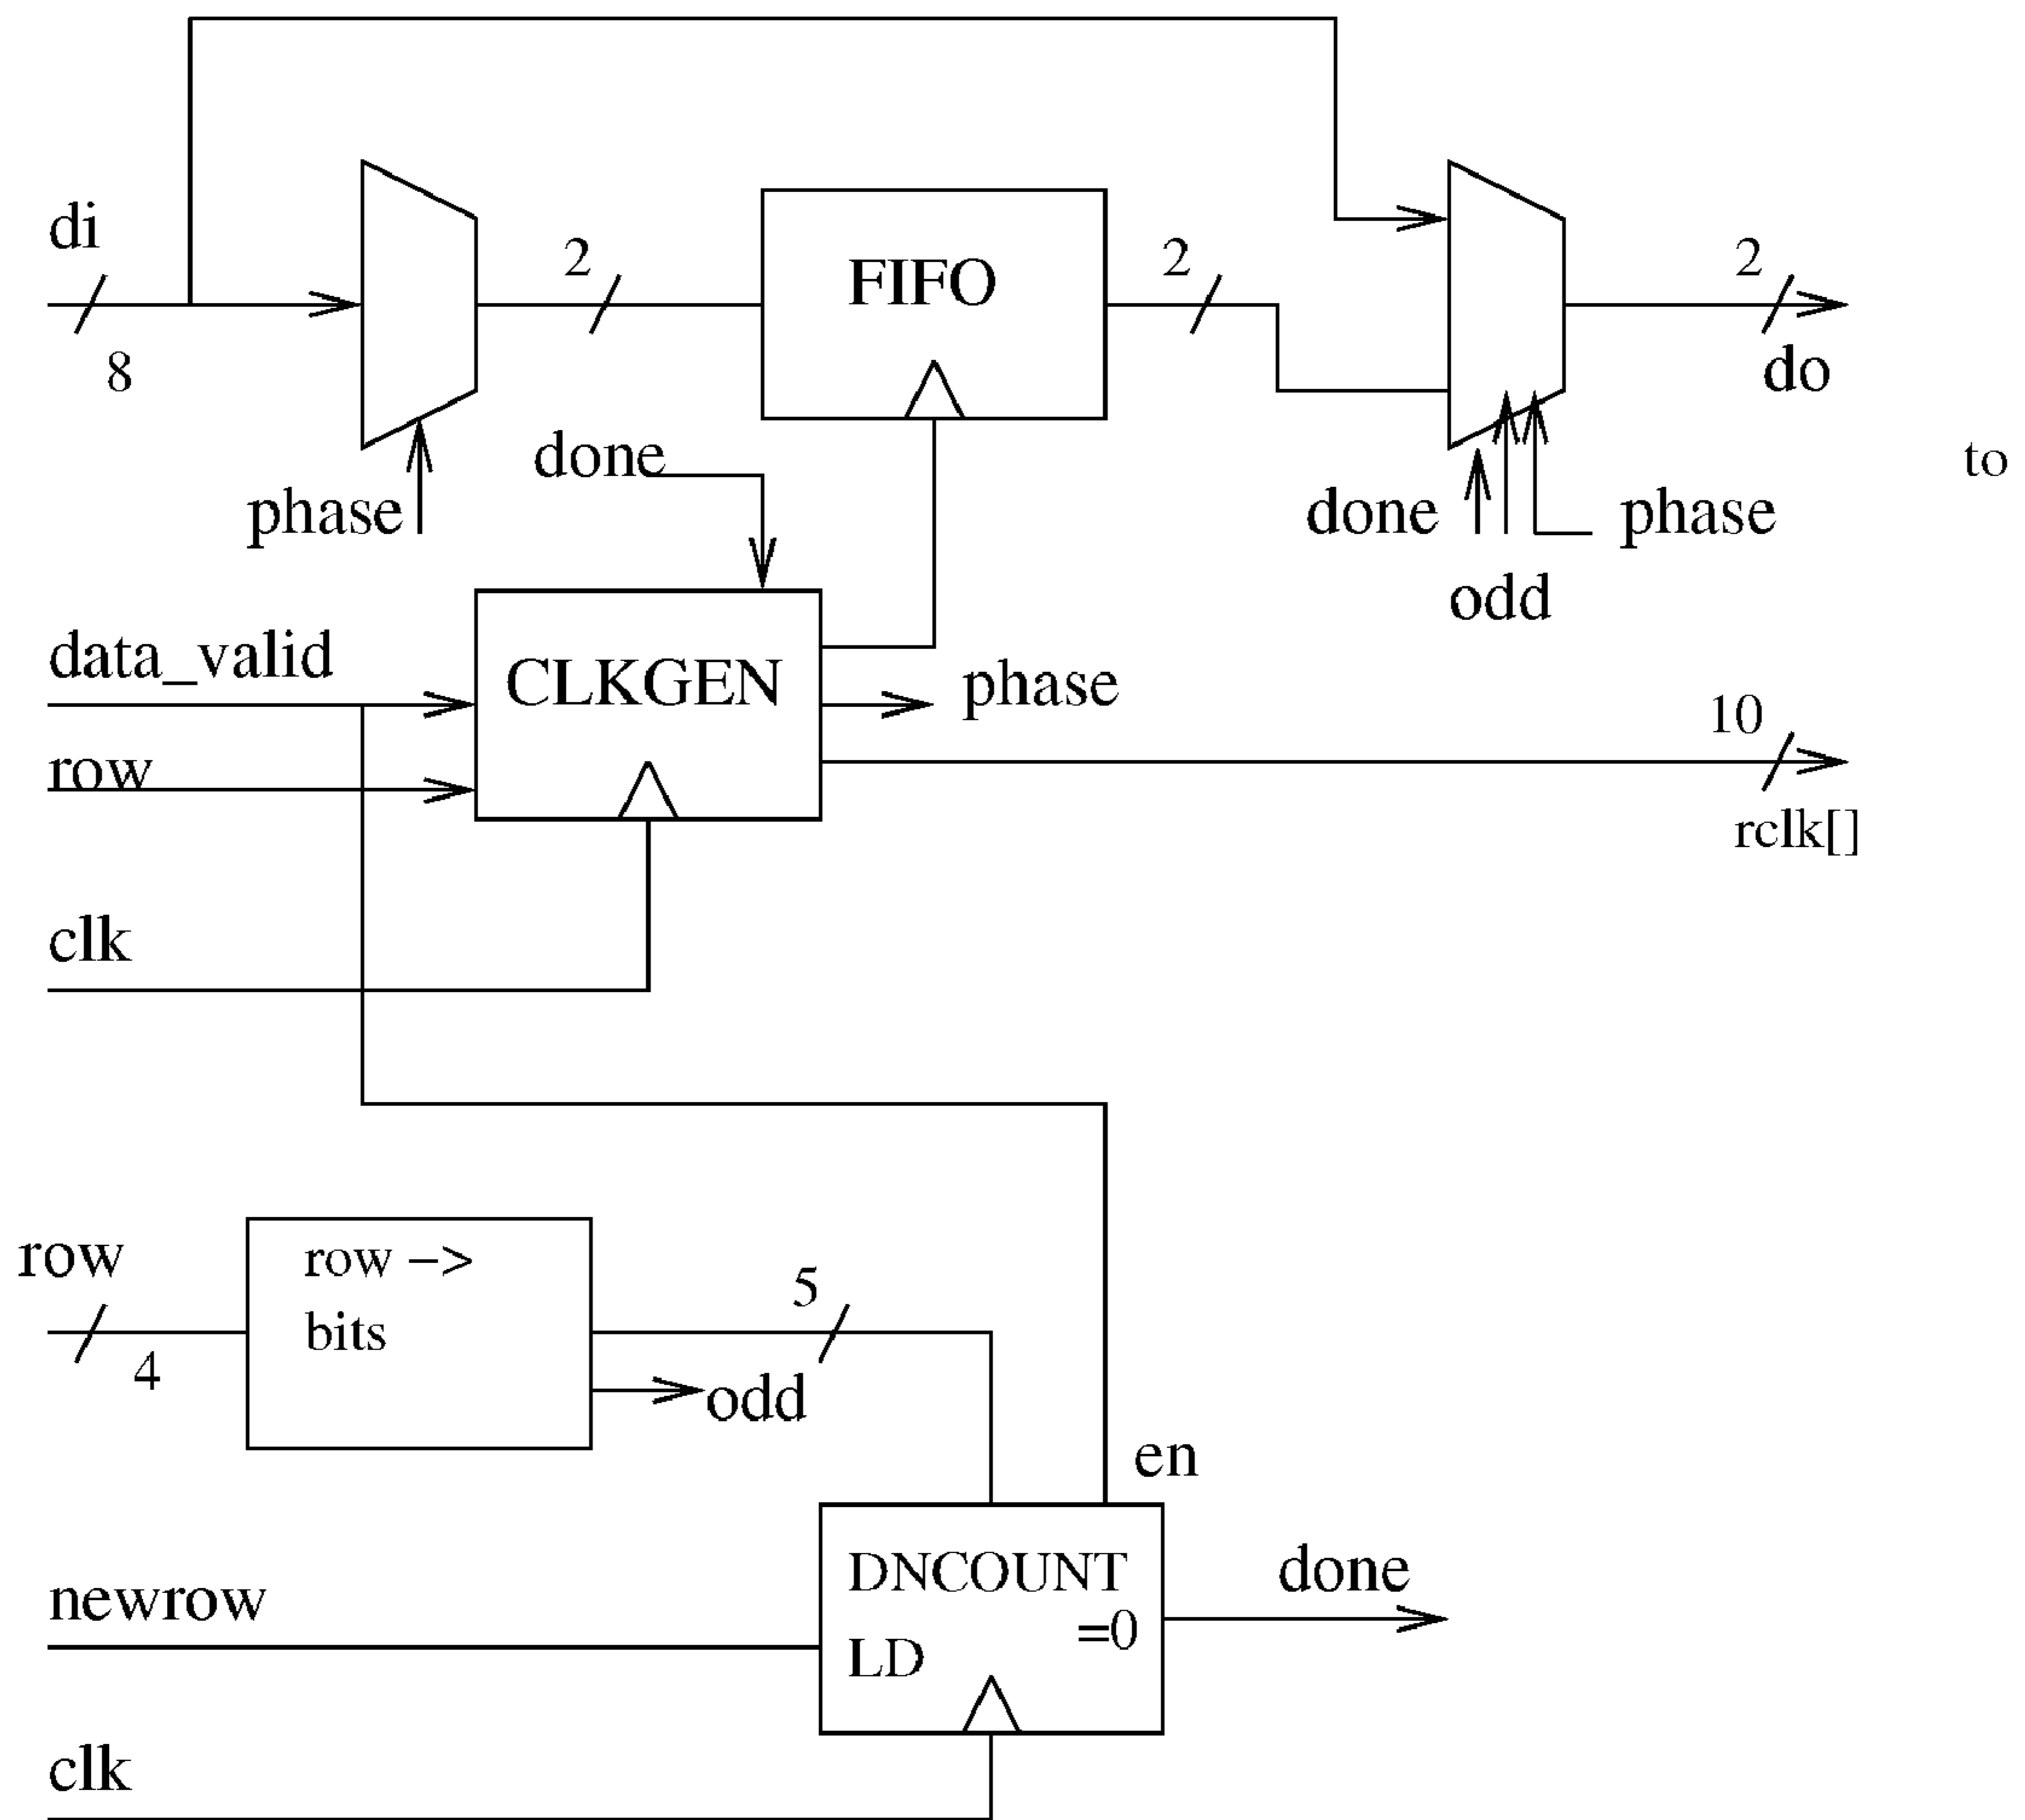 di
8
2
FIFO
2
2
do
to
phase
done
done
odd
phase
data_valid
CLKGEN
phase
row
10
rclk[]
clk
row
4
row –>
bits
5
odd
en
newrow
DNCOUNT
=0
LD
done
clk